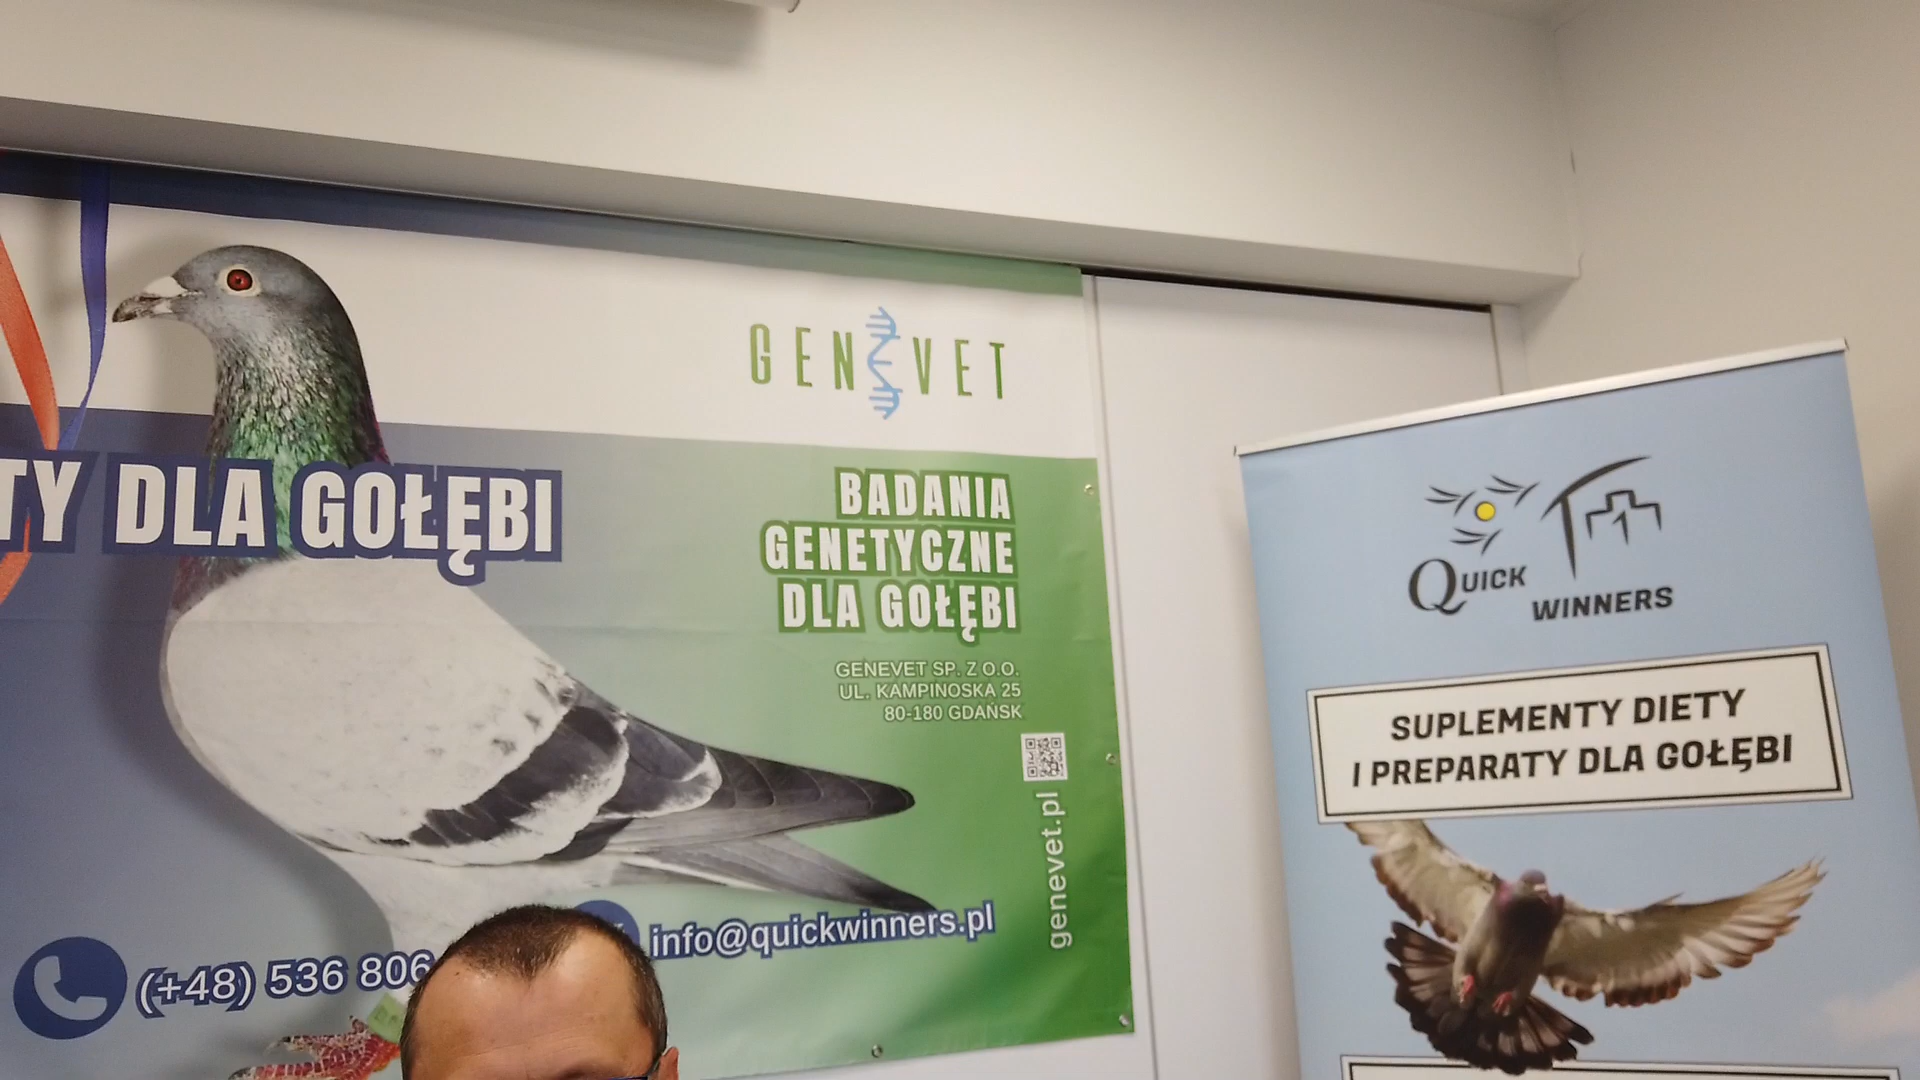 GENEVET
DLA GOŁĘBI
BADANIA
GENETYCZNE
DLA GOŁĘBI
GENEVET SP. Z O.O.
UL. KAMPINOSKA 25
80-180 GDAŃSK
genevet.pl
info@quickwinners.pl
(+48) 536 806
QUICK
WINNERS
SUPLEMENTY DIETY
I PREPARATY DLA GOŁĘBI